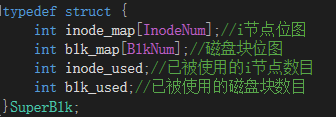 typedef struct {
int inode_map[InodeNum];//i节点位图
int blk_map[BlkNum];//磁盘块位图
int inode_used;//已被使用的i节点数目
int blk_used;//已被使用的磁盘块数目
}SuperBlk;